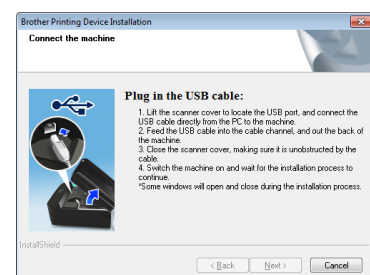 Brother Printing Device Installation
Connect the machine
Plug in the USB cable:
1. Lift the scanner cover to locate the USB port, and connect the
USB cable directly from the PC to the machine.
2. Feed the USB cable into the cable channel, and out the back of
the machine.
3. Close the scanner cover, making sure it is unobstructed by the
cable.
4. Switch the machine on and wait for the installation process to
continue.
*Some windows will open and close during the installation process.
InstallShield
< Back Next > Cancel